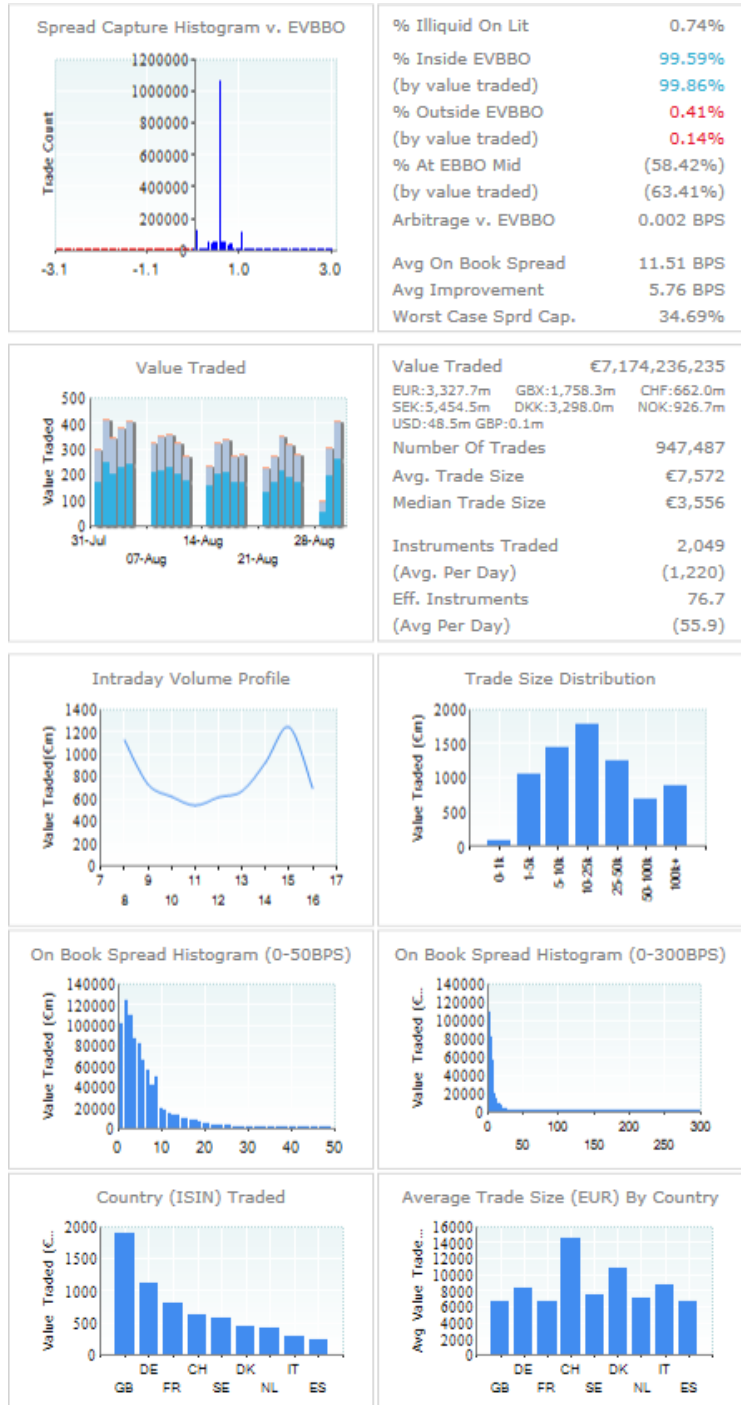 Spread Capture Histogram v. EVBBO
Trade Count
1200000
1000000
800000
600000
400000
200000
0
-3.1 -1.1 1.0 3.0
% Illiquid On Lit 0.74%
% Inside EVBBO 99.59%
(by value traded) 99.86%
% Outside EVBBO 0.41%
(by value traded) 0.14%
% At EBBO Mid (58.42%)
(by value traded) (63.41%)
Arbitrage v. EVBBO 0.002 BPS
Avg On Book Spread 11.51 BPS
Avg Improvement 5.76 BPS
Worst Case Sprd Cap. 34.69%
Value Traded
Value Traded
500
400
300
200
100
0
31-Jul 14-Aug 28-Aug
07-Aug 21-Aug
Value Traded €7,174,236,235
EUR:3,327.7m GBX:1,758.3m CHF:662.0m
SEK:5,454.5m DKK:3,298.0m NOK:926.7m
USD:48.5m GBP:0.1m
Number Of Trades 947,487
Avg. Trade Size €7,572
Median Trade Size €3,556
Instruments Traded 2,049
(Avg. Per Day) (1,220)
Eff. Instruments 76.7
(Avg Per Day) (55.9)
Intraday Volume Profile
Value Traded(€m)
1400
1200
1000
800
600
400
200
0
7 9 11 13 15 17
8 10 12 14 16
Trade Size Distribution
Value Traded (€m)
2000
1500
1000
500
0
0-1k 1-5k 5-10k 10-25k 25-50k 50-100k 100k+
On Book Spread Histogram (0-50BPS)
Value Traded (€m)
140000
120000
100000
80000
60000
40000
20000
0
0 10 20 30 40 50
On Book Spread Histogram (0-300BPS)
Value Traded (€...
140000
120000
100000
80000
60000
40000
20000
0
0 100 200 300
50 150 250
Country (ISIN) Traded
Value Traded (€...
2000
1500
1000
500
0
DE CH DK IT
GB FR SE NL ES
Average Trade Size (EUR) By Country
Avg Value Trade...
16000
14000
12000
10000
8000
6000
4000
2000
0
DE CH DK IT
GB FR SE NL ES